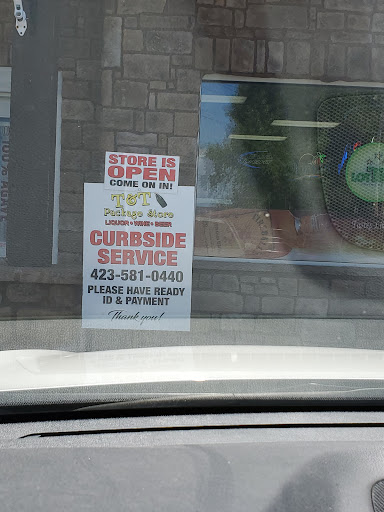 STORE IS
OPEN
COME ON IN!
T&T
Package Store
LIQUOR • WINE • BEER
CURBSIDE
SERVICE
423-581-0440
PLEASE HAVE READY
ID & PAYMENT
Thank you!